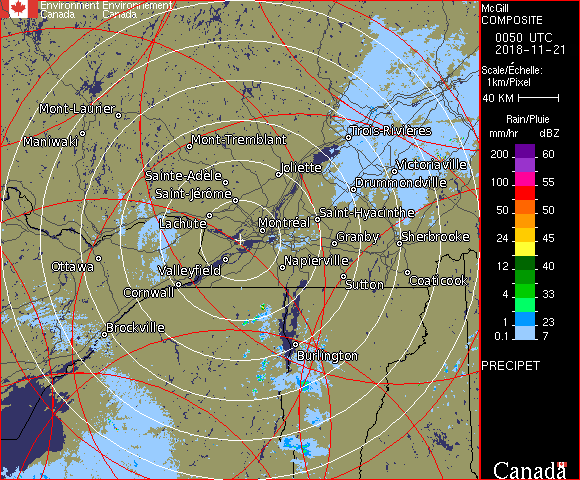 Environment Environnement
Canada Canada
Mont-Laurier
Maniwaki
Mont-Tremblant
Trois-Rivières
Sainte-Adèle
Joliette
Victoriaville
Saint-Jérôme
Drummondville
Lachute
Montréal
Saint-Hyacinthe
Granby
Sherbrooke
Ottawa
Valleyfield
Napierville
Cornwall
Sutton
Coaticook
Brockville
Burlington
McGill
COMPOSITE
0050 UTC
2018-11-21
Scale/Échelle:
1km/Pixel
40 KM
Rain/Pluie
mm/hr dBZ
200 60
55
100 55
50 50
24 45
12 40
4 33
1 23
0.1 7
PRECIPET
Canada